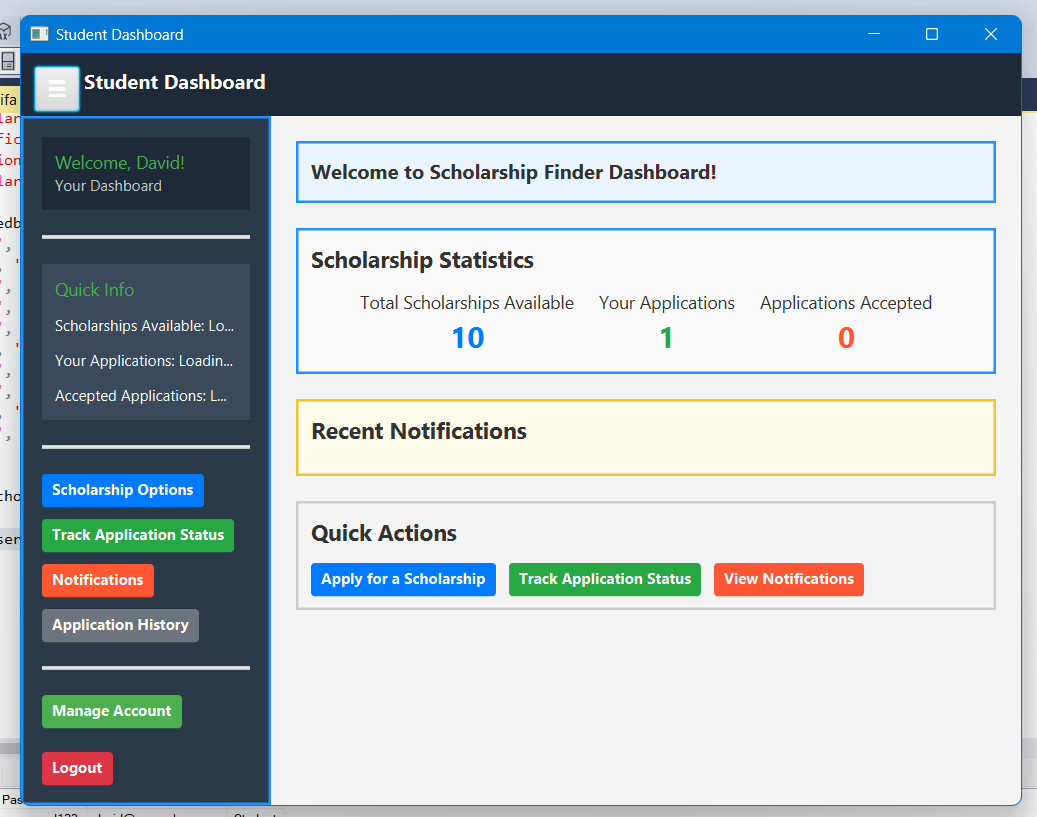 Student Dashboard
Student Dashboard
Welcome, David!
Your Dashboard
Quick Info
Scholarships Available: Lo...
Your Applications: Loadin...
Accepted Applications: L...
Scholarship Options
Track Application Status
Notifications
Application History
Manage Account
Logout
Welcome to Scholarship Finder Dashboard!
Scholarship Statistics
Total Scholarships Available Your Applications Applications Accepted
10 1 0
Recent Notifications
Quick Actions
Apply for a Scholarship Track Application Status View Notifications